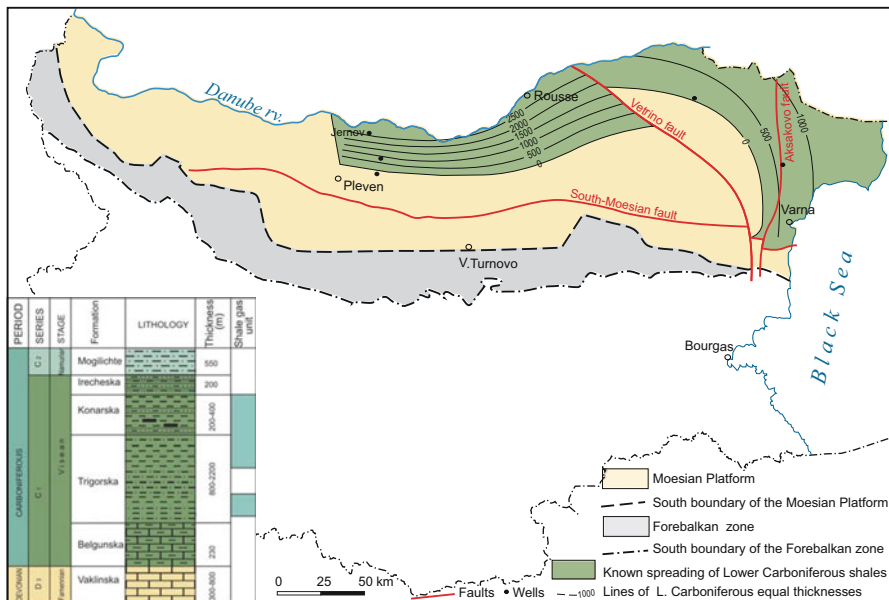 Danube rv.
Rousse
Jernov
2500
2000
1500
1000
500
0
Vetrino fault
Aksakovo fault
1000
500
0
Pleven
South-Moesian fault
Varna
V.Turnovo
Black Sea
Bourgas
PERIOD
SERIES
STAGE
Formation
LITHOLOGY
Thickness
(m)
Shale gas
unit
CARBONIFEROUS
C 2
Namurian
Mogilichte
550
C 1
Visean
Irecheska
200
Konarska
200-400
Trigorska
800-2200
Belgunska
230
DEVONIAN
D 3
Famenian
Vaklinska
Moesian Platform
South boundary of the Moesian Platform
Forebalkan zone
South boundary of the Forebalkan zone
Known spreading of Lower Carboniferous shales
0 25 50 km
Faults
Wells
1000 Lines of L. Carboniferous equal thicknesses